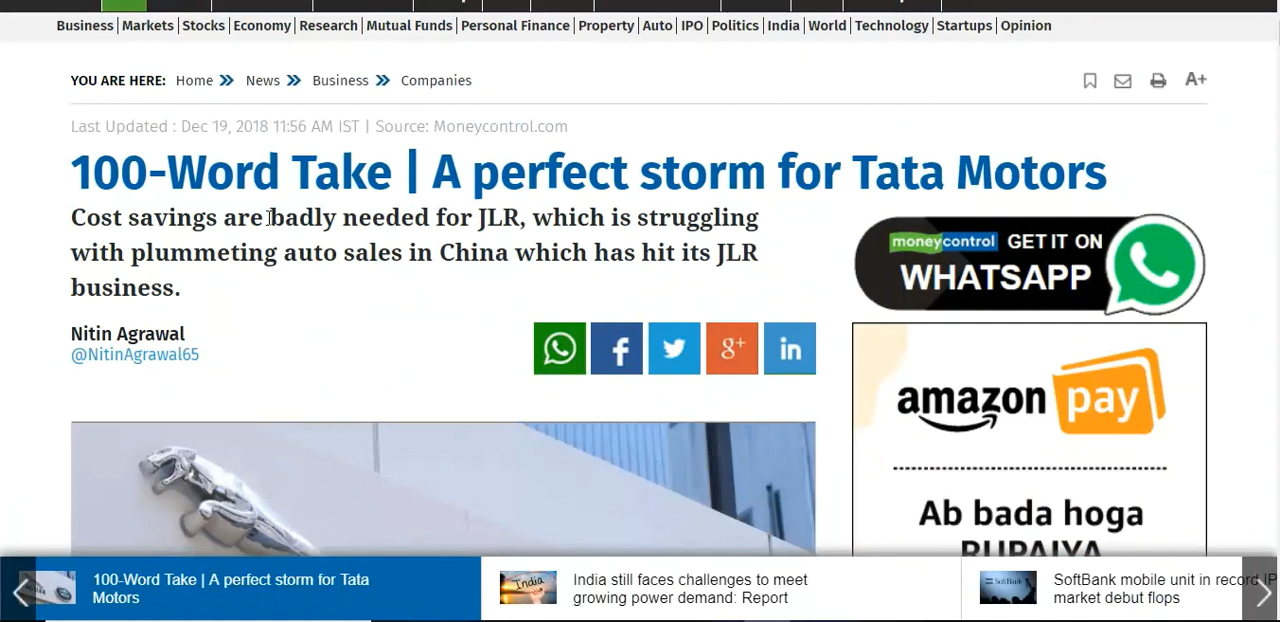 Business | Markets | Stocks | Economy | Research | Mutual Funds | Personal Finance | Property | Auto | IPO | Politics | India | World | Technology | Startups | Opinion
YOU ARE HERE: Home News Business Companies
A+
Last Updated : Dec 19, 2018 11:56 AM IST | Source: Moneycontrol.com
100-Word Take | A perfect storm for Tata Motors
Cost savings are badly needed for JLR, which is struggling
with plummeting auto sales in China which has hit its JLR
business.
moneycontrol GET IT ON
WHATSAPP
Nitin Agrawal
@NitinAgrawal65
f
g+
in
amazon pay
Ab bada hoga
RUPAIYA
100-Word Take | A perfect storm for Tata
Motors
India
India still faces challenges to meet
growing power demand: Report
SoftBank
SoftBank mobile unit in record IP
market debut flops